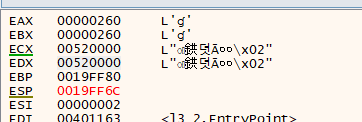 EAX 00000260 L'ɠ'
EBX 00000260 L'ɠ'
ECX 00520000
EDX 00520000
EBP 0019FF80
ESP 0019FF6C
ESI 00000002
EDI 00401163 <l3_2.EntryPoint>